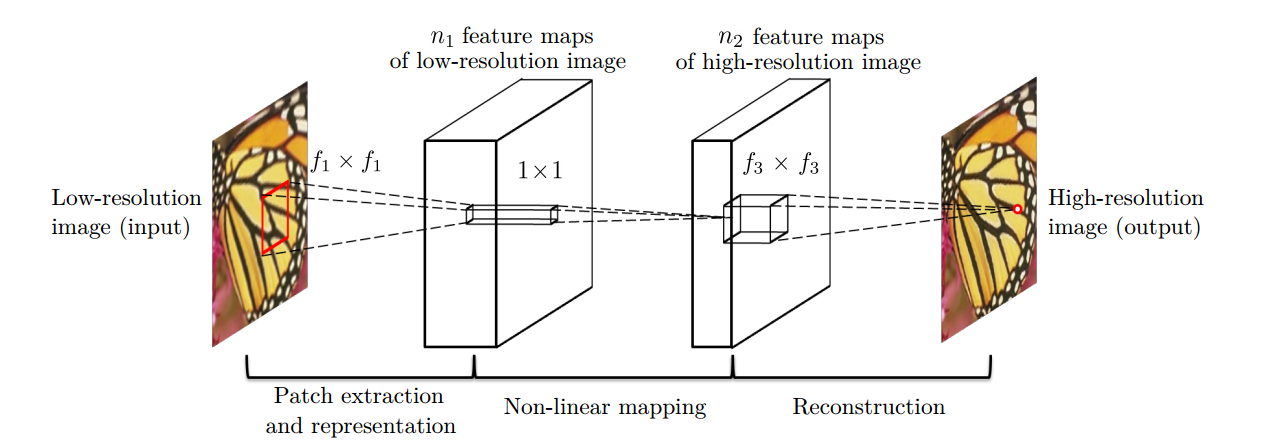 n₁ feature maps
of low-resolution image
n₂ feature maps
of high-resolution image
f₁ × f₁
1×1
f₃ × f₃
Low-resolution
image (input)
High-resolution
image (output)
Patch extraction
and representation
Non-linear mapping
Reconstruction